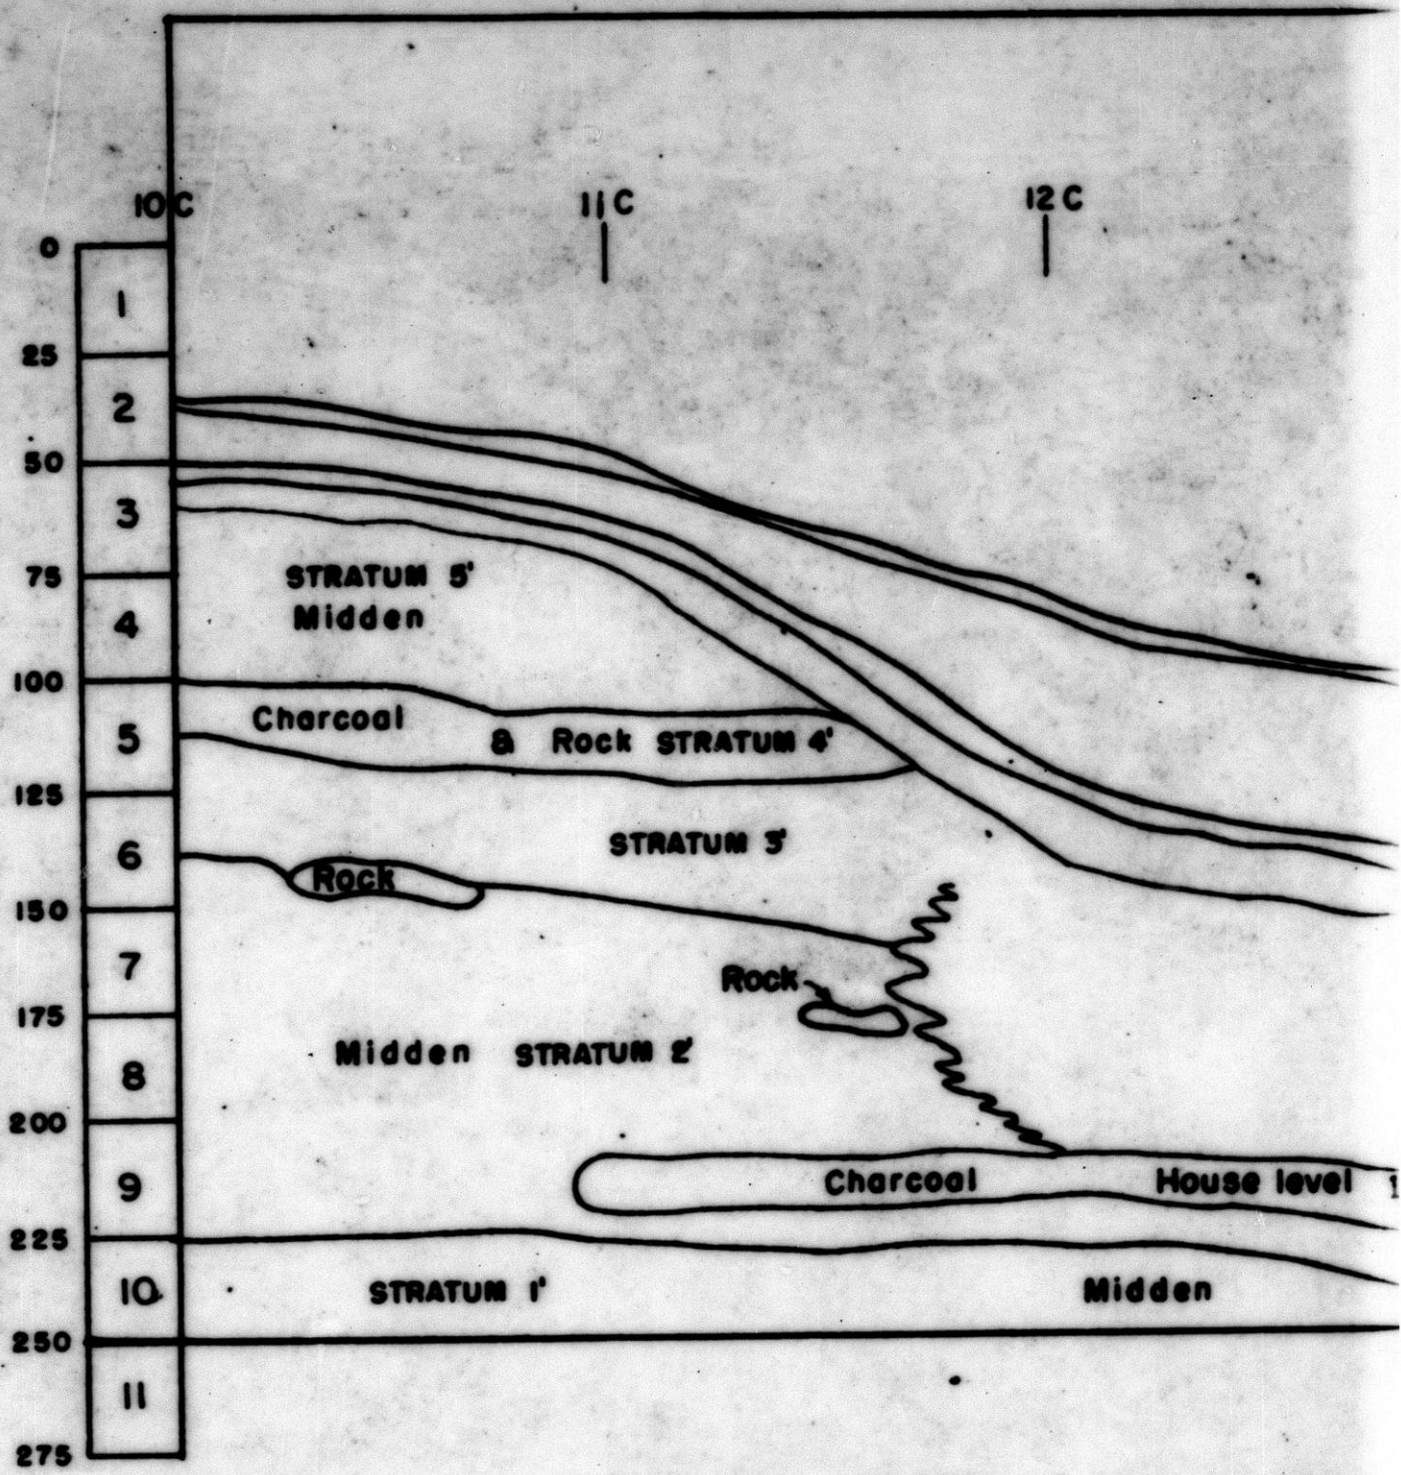 10C 11C 12C
0
1
25
2
50
3
75
STRATUM 5'
4
Midden
100
Charcoal
5
& Rock STRATUM 4'
125
6
STRATUM 3'
Rock
150
7
Rock
175
8
Midden STRATUM 2'
200
9
Charcoal House level 1
225
10
STRATUM 1' Midden
250
11
275